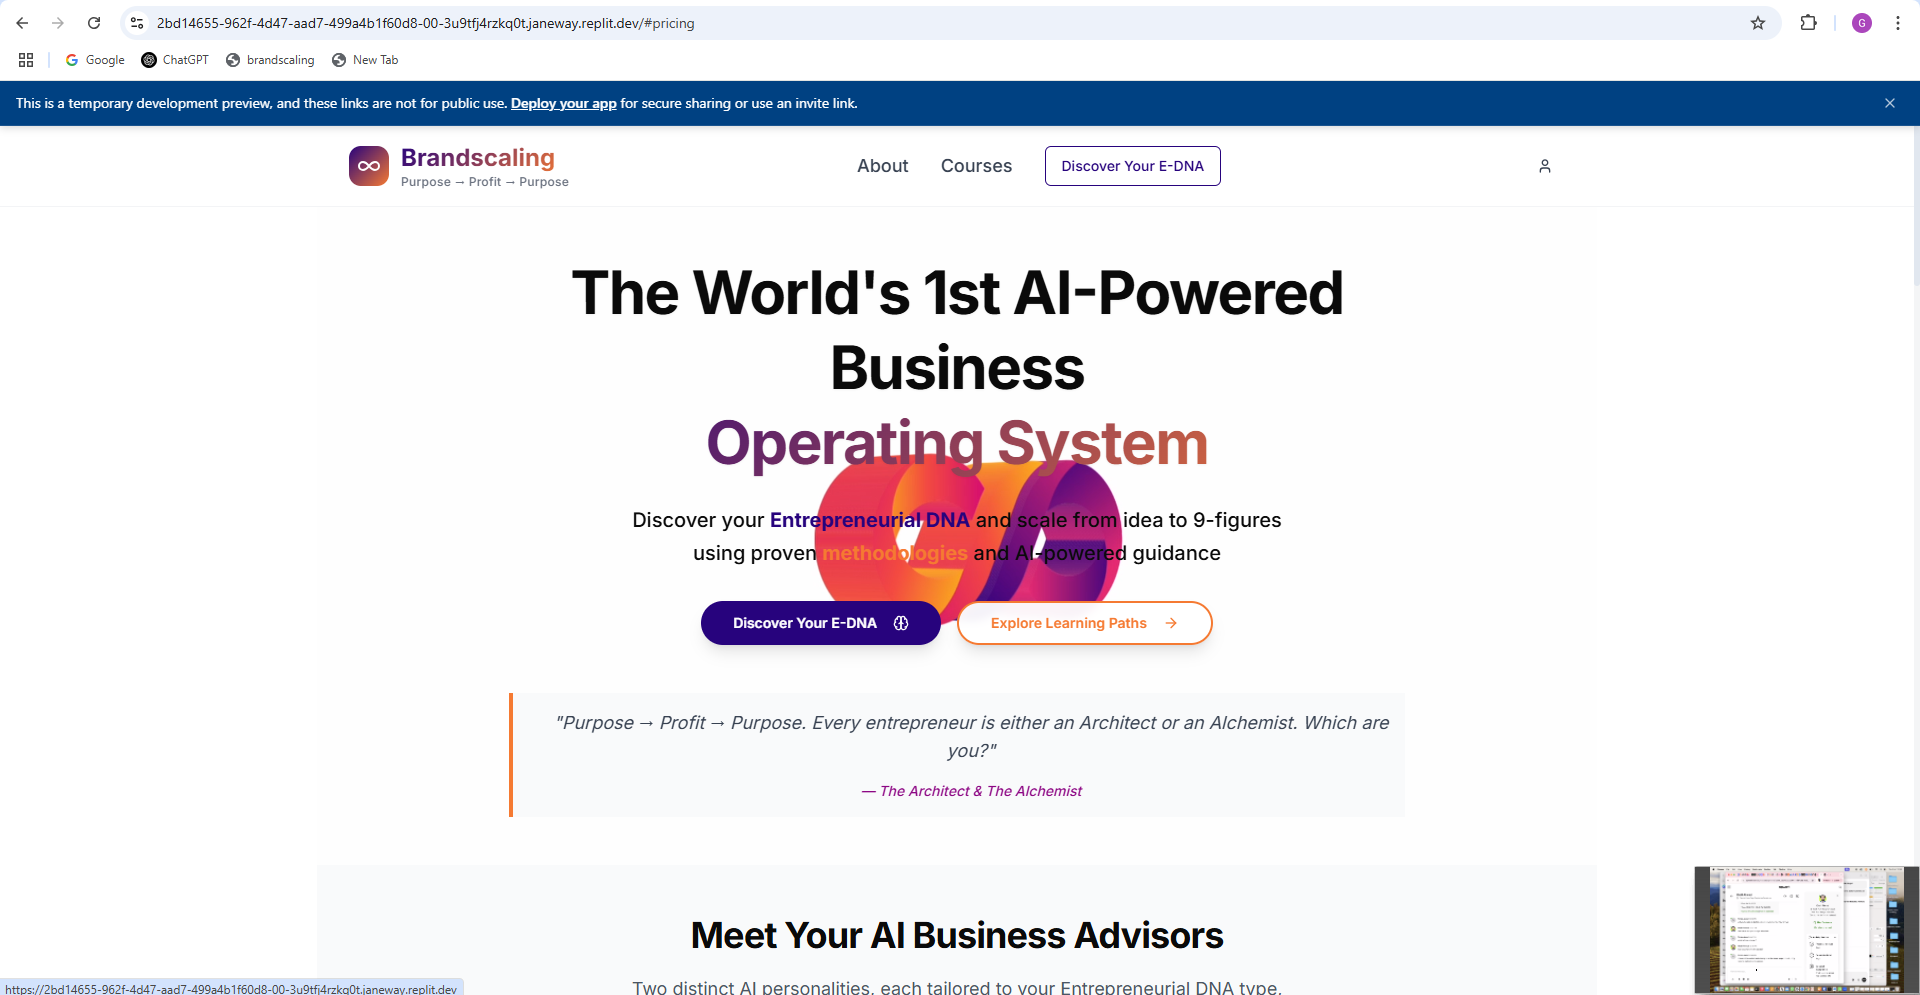 2bd14655-962f-4d47-aad7-499a4b1f60d8-00-3u9tfj4rzkq0t.janeway.replit.dev/#pricing
G
Google
ChatGPT
brandscaling
New Tab
This is a temporary development preview, and these links are not for public use. Deploy your app for secure sharing or use an invite link.
Brandscaling
Purpose → Profit → Purpose
About
Courses
Discover Your E-DNA
The World's 1st AI-Powered
Business
Operating System
Discover your Entrepreneurial DNA and scale from idea to 9-figures
using proven methodologies and AI-powered guidance
Discover Your E-DNA
Explore Learning Paths
"Purpose → Profit → Purpose. Every entrepreneur is either an Architect or an Alchemist. Which are
you?"
— The Architect & The Alchemist
Meet Your AI Business Advisors
Two distinct AI personalities, each tailored to your Entrepreneurial DNA type.
https://2bd14655-962f-4d47-aad7-499a4b1f60d8-00-3u9tfj4rzkq0t.janeway.replit.dev